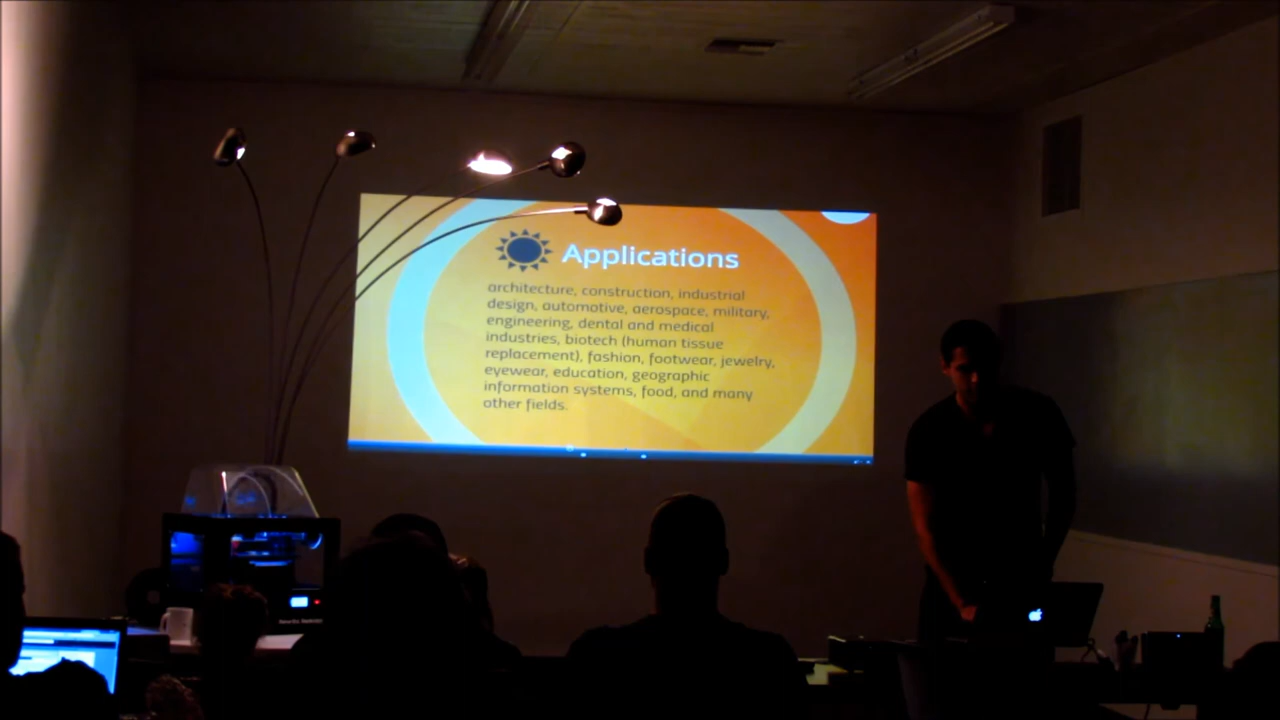 Applications
architecture, construction, industrial
design, automotive, aerospace, military,
engineering, dental and medical
industries, biotech (human tissue
replacement), fashion, footwear, jewelry,
eyewear, education, geographic
information systems, food, and many
other fields.